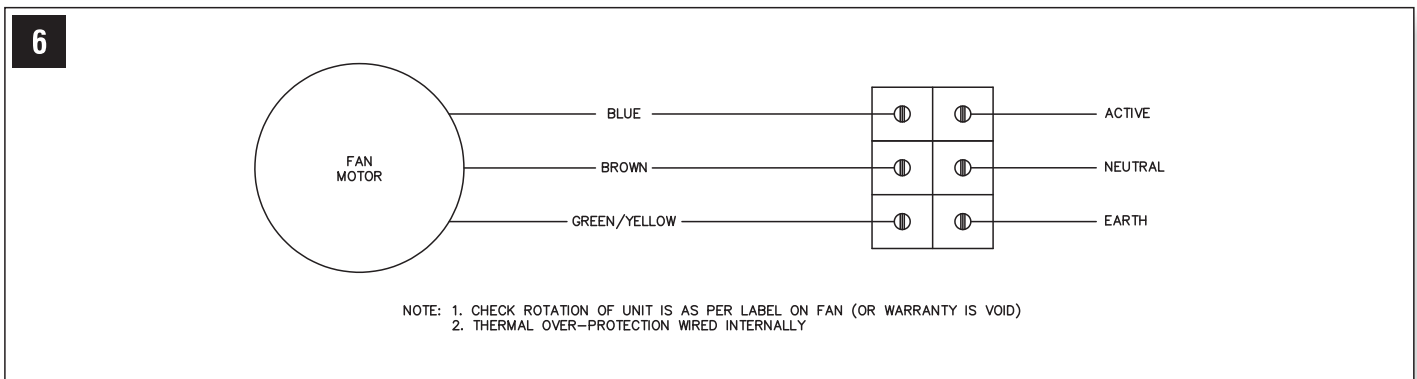 6
BLUE ACTIVE
FAN
MOTOR
BROWN NEUTRAL
GREEN/YELLOW EARTH
NOTE: 1. CHECK ROTATION OF UNIT IS AS PER LABEL ON FAN (OR WARRANTY IS VOID)
2. THERMAL OVER-PROTECTION WIRED INTERNALLY